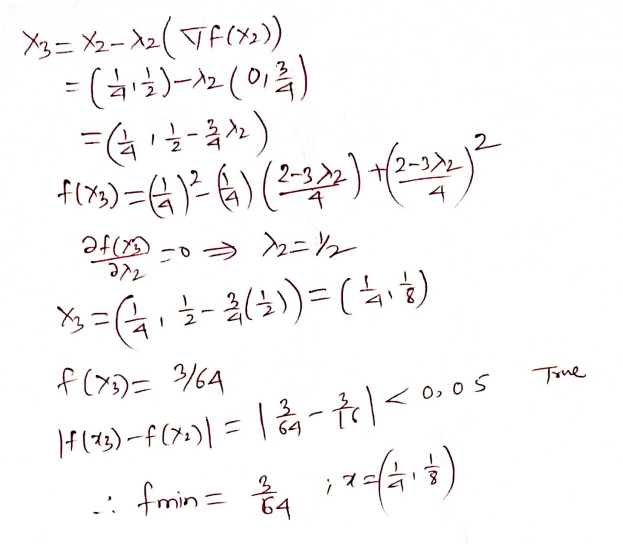 x₃ = x₂ − λ₂(∇f(x₂))
= (1/4, 1/2) − λ₂(0, 3/4)
= (1/4, 1/2 − 3/4 λ₂)
f(x₃) = (1/4)² − (1/4)((2−3λ₂)/4) + ((2−3λ₂)/4)²
∂f(x₃)/∂λ₂ = 0 ⇒ λ₂ = 1/2
x₃ = (1/4, 1/2 − 3/4(1/2)) = (1/4, 1/8)
f(x₃) = 3/64
|f(x₃) − f(x₂)| = |3/64 − 3/16| < 0,05 True
∴ fmin = 3/64 ; x = (1/4, 1/8)